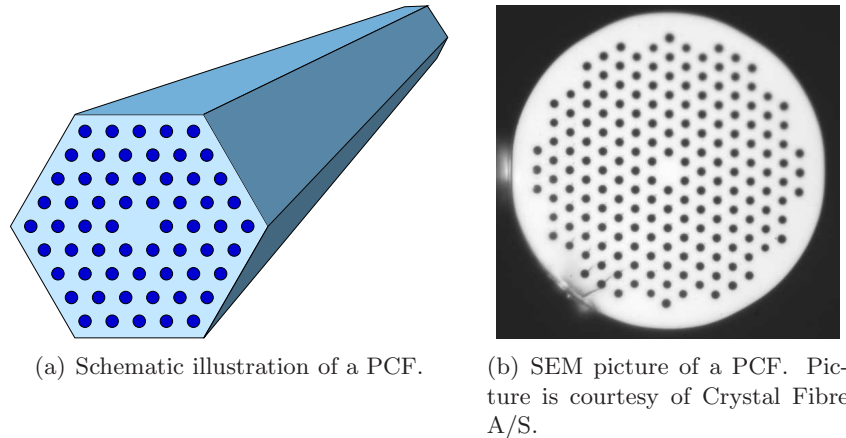 (a) Schematic illustration of a PCF.
(b) SEM picture of a PCF. Pic-
ture is courtesy of Crystal Fibre
A/S.